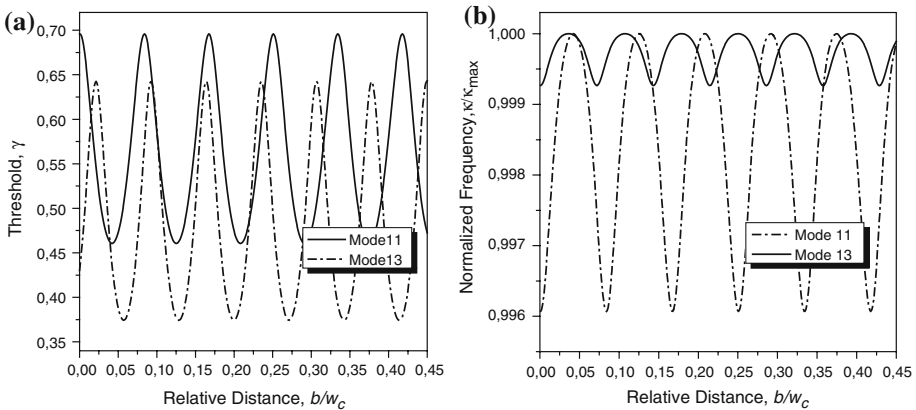 (a)
0,70
0,65
0,60
0,55
0,50
0,45
0,40
0,35
Threshold, γ
Mode11
Mode13
0,00 0,05 0,10 0,15 0,20 0,25 0,30 0,35 0,40 0,45
Relative Distance, b/wc
(b)
1,000
0,999
0,998
0,997
0,996
Normalized Frequency,κ/κmax
Mode 11
Mode 13
0,00 0,05 0,10 0,15 0,20 0,25 0,30 0,35 0,40 0,45
Relative Distance, b/wc